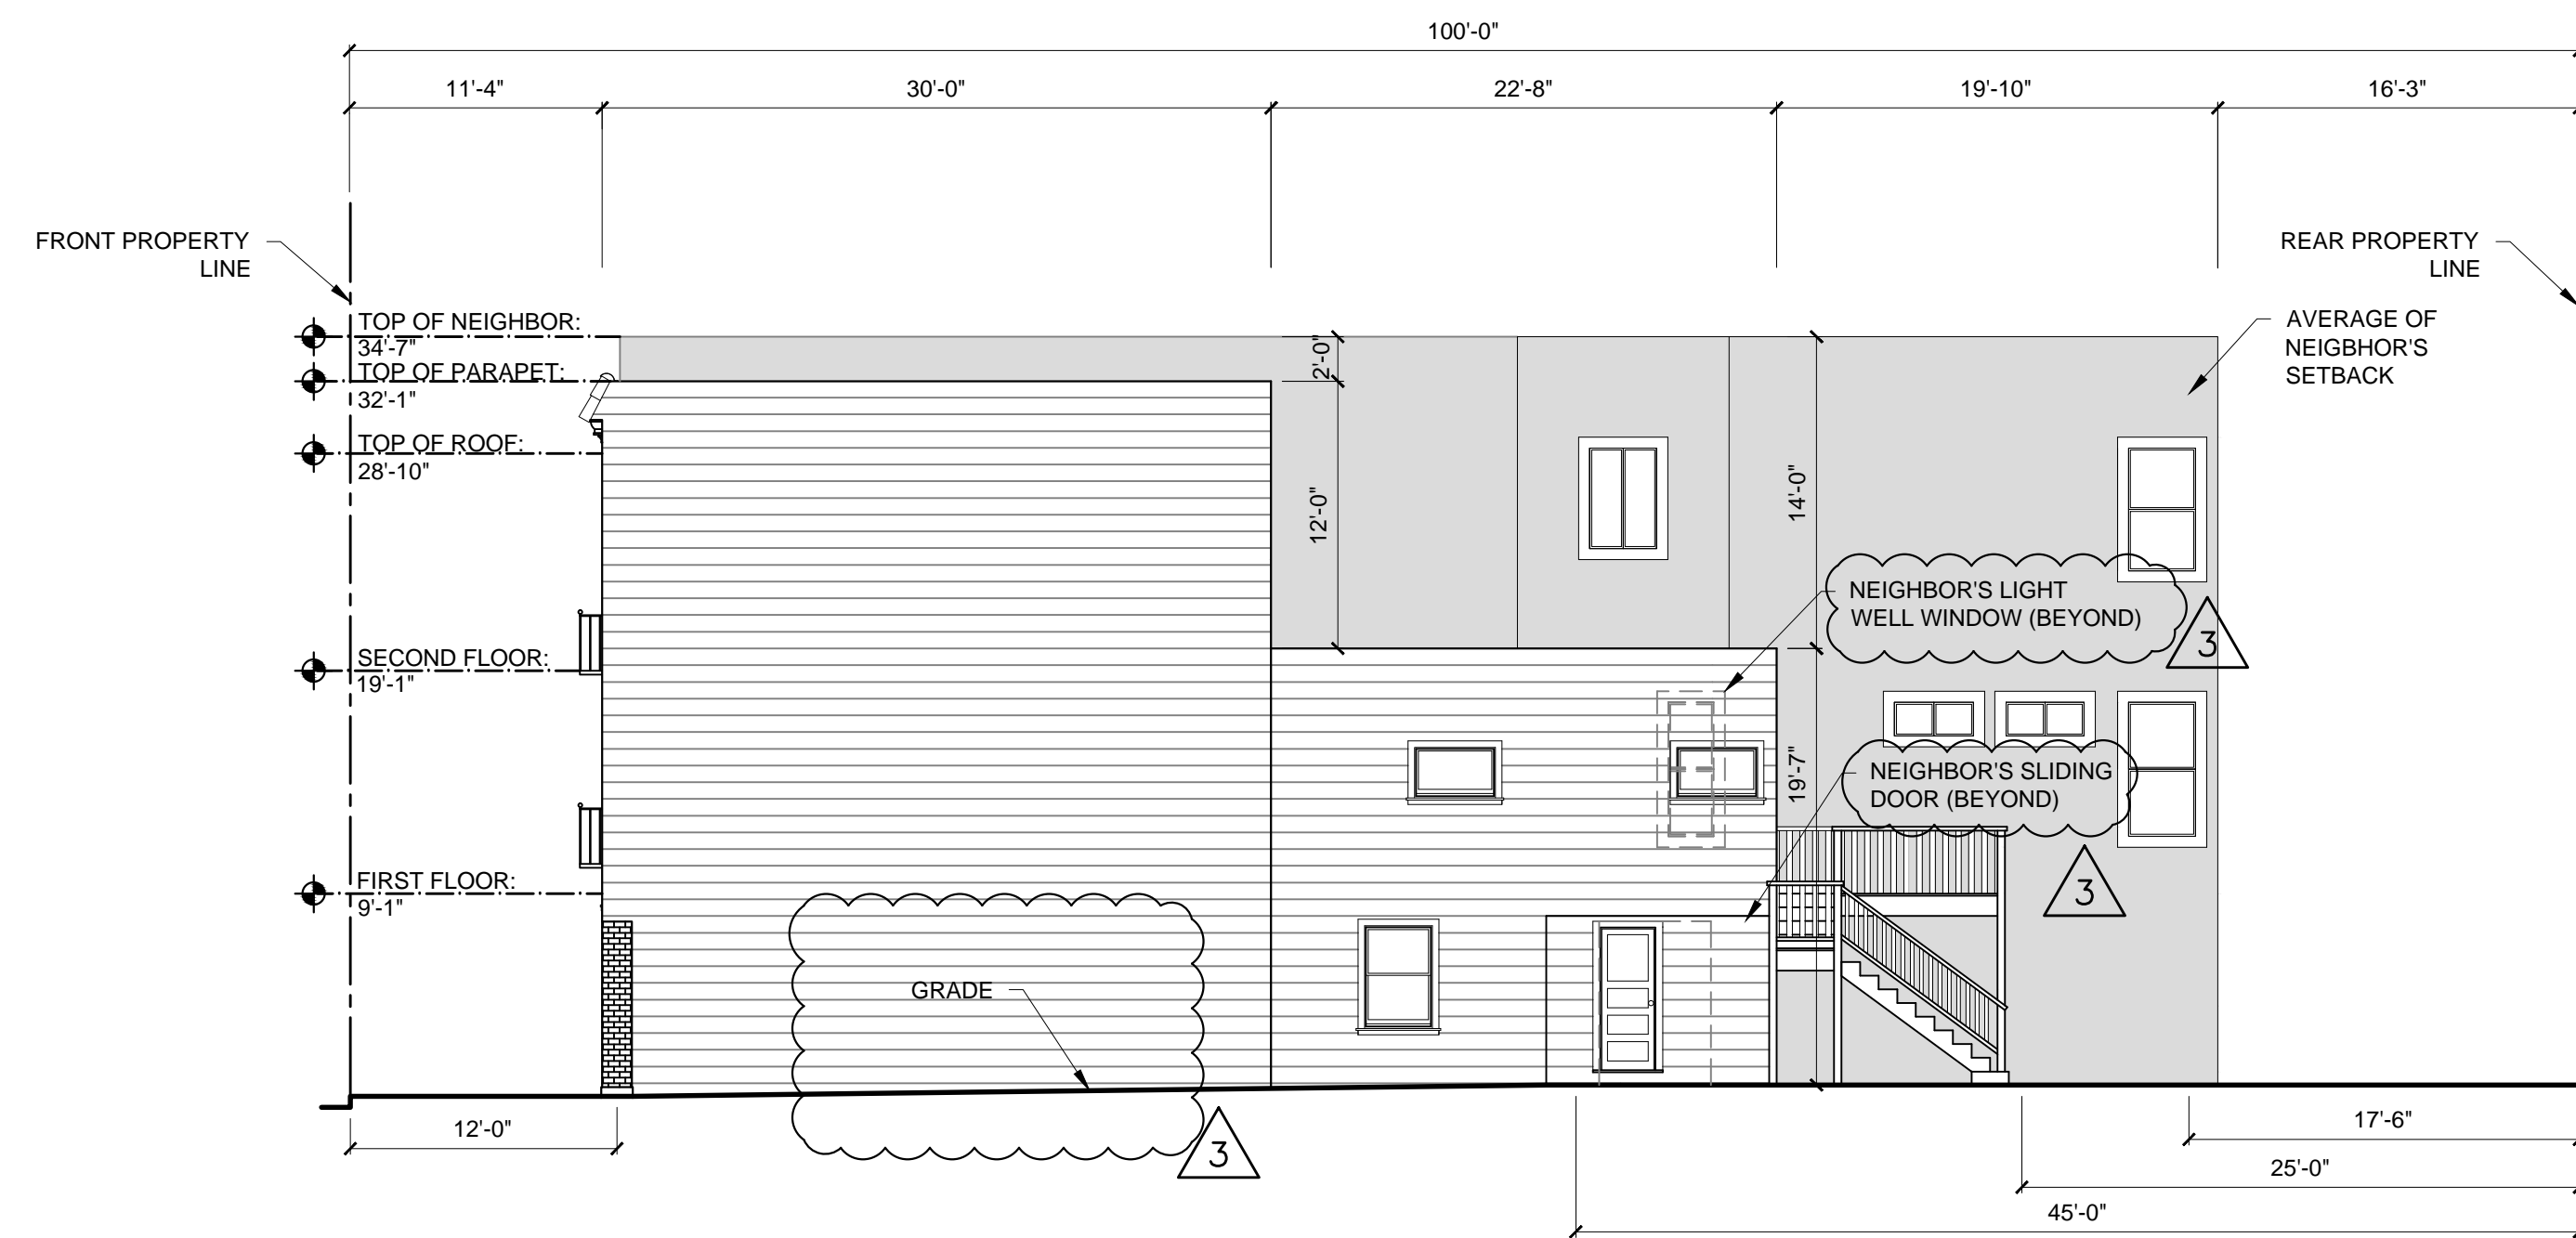 100'-0"
11'-4"
30'-0"
22'-8"
19'-10"
16'-3"
FRONT PROPERTY
LINE
REAR PROPERTY
LINE
AVERAGE OF
NEIGBHOR'S
SETBACK
TOP OF NEIGHBOR:
34'-7"
TOP OF PARAPET:
32'-1"
TOP OF ROOF:
28'-10"
2'-0"
12'-0"
14'-0"
NEIGHBOR'S LIGHT
WELL WINDOW (BEYOND)
3
SECOND FLOOR:
19'-1"
19'-7"
NEIGHBOR'S SLIDING
DOOR (BEYOND)
3
FIRST FLOOR:
9'-1"
GRADE
3
12'-0"
17'-6"
25'-0"
45'-0"